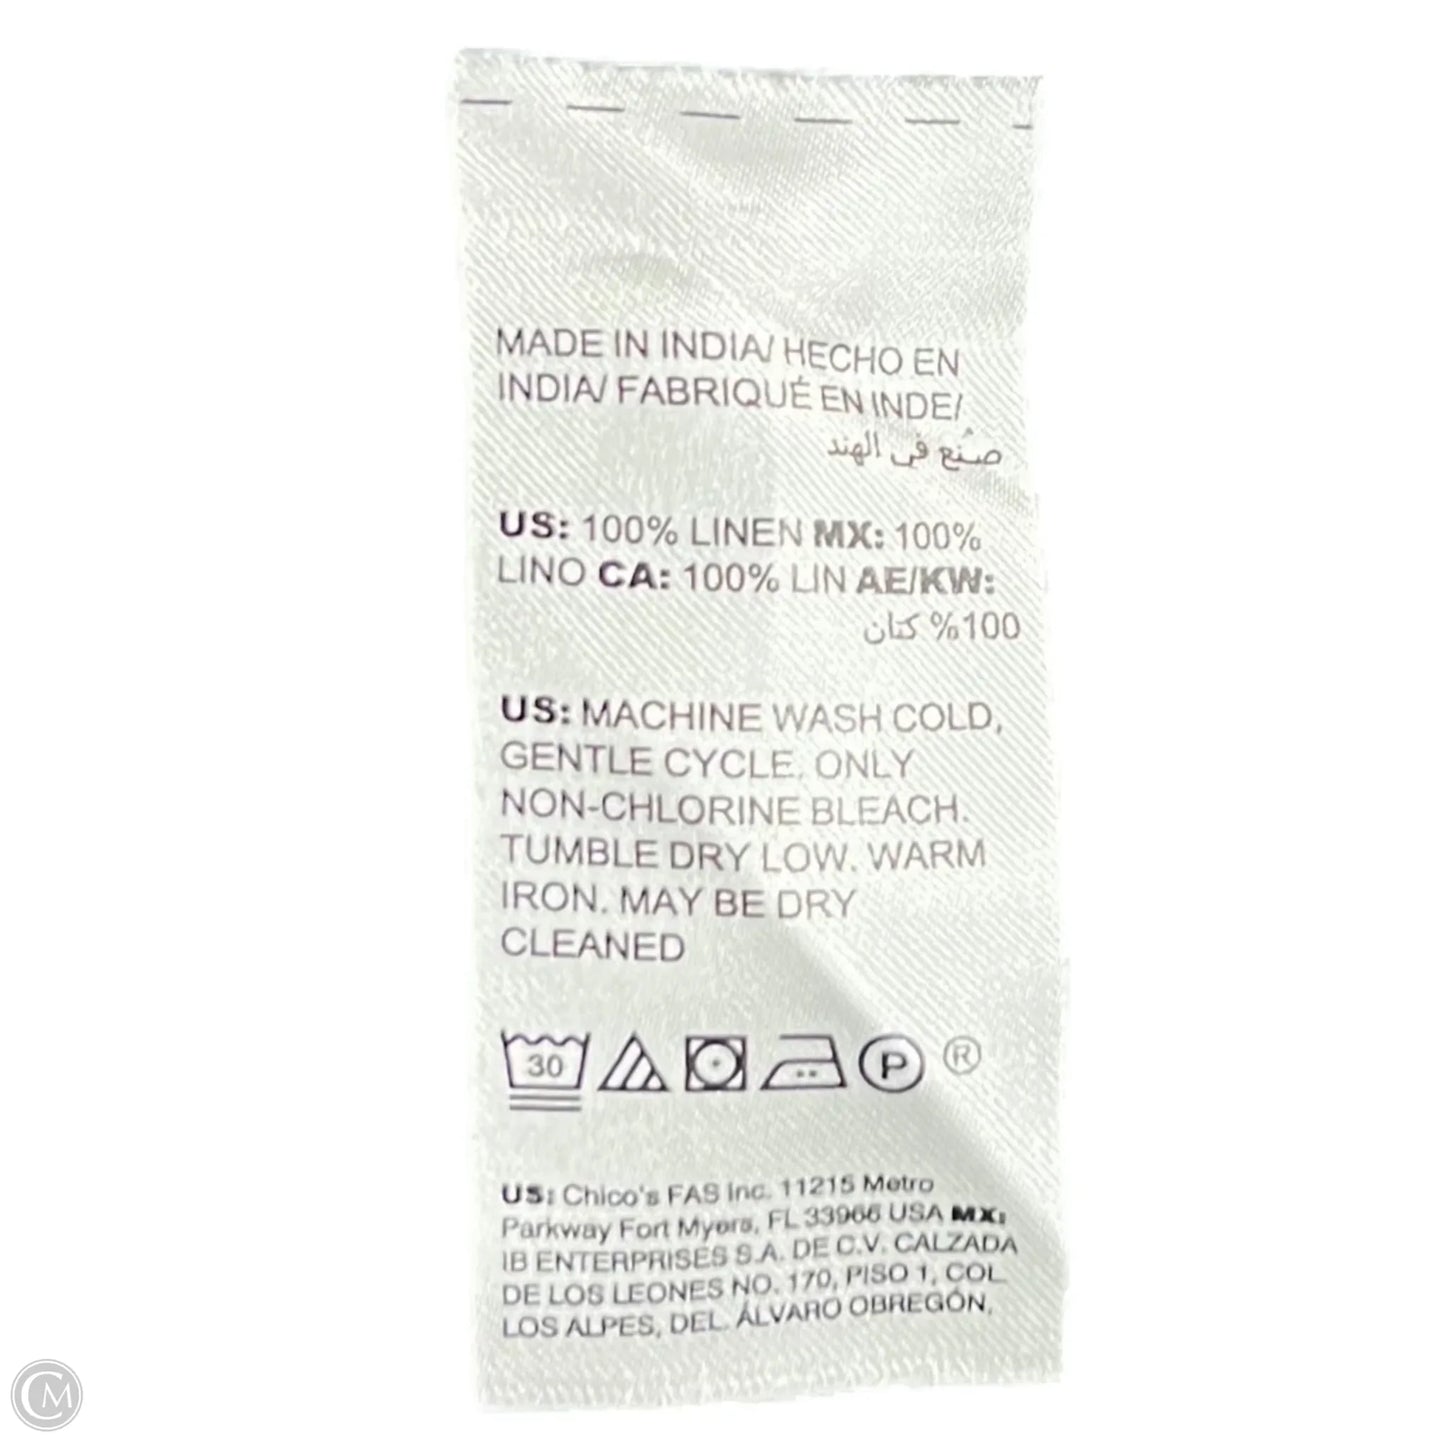 MADE IN INDIA/ HECHO EN
INDIA/ FABRIQUÉ EN INDE/
صُنع في الهند
US: 100% LINEN MX: 100%
LINO CA: 100% LIN AE/KW:
100% كتان
US: MACHINE WASH COLD,
GENTLE CYCLE. ONLY
NON-CHLORINE BLEACH.
TUMBLE DRY LOW. WARM
IRON. MAY BE DRY
CLEANED
30 P ®
US: Chico's FAS Inc. 11215 Metro
Parkway Fort Myers, FL 33966 USA MX:
IB ENTERPRISES S.A. DE C.V. CALZADA
DE LOS LEONES NO. 170, PISO 1, COL
LOS ALPES, DEL. ÁLVARO OBREGÓN,
CM